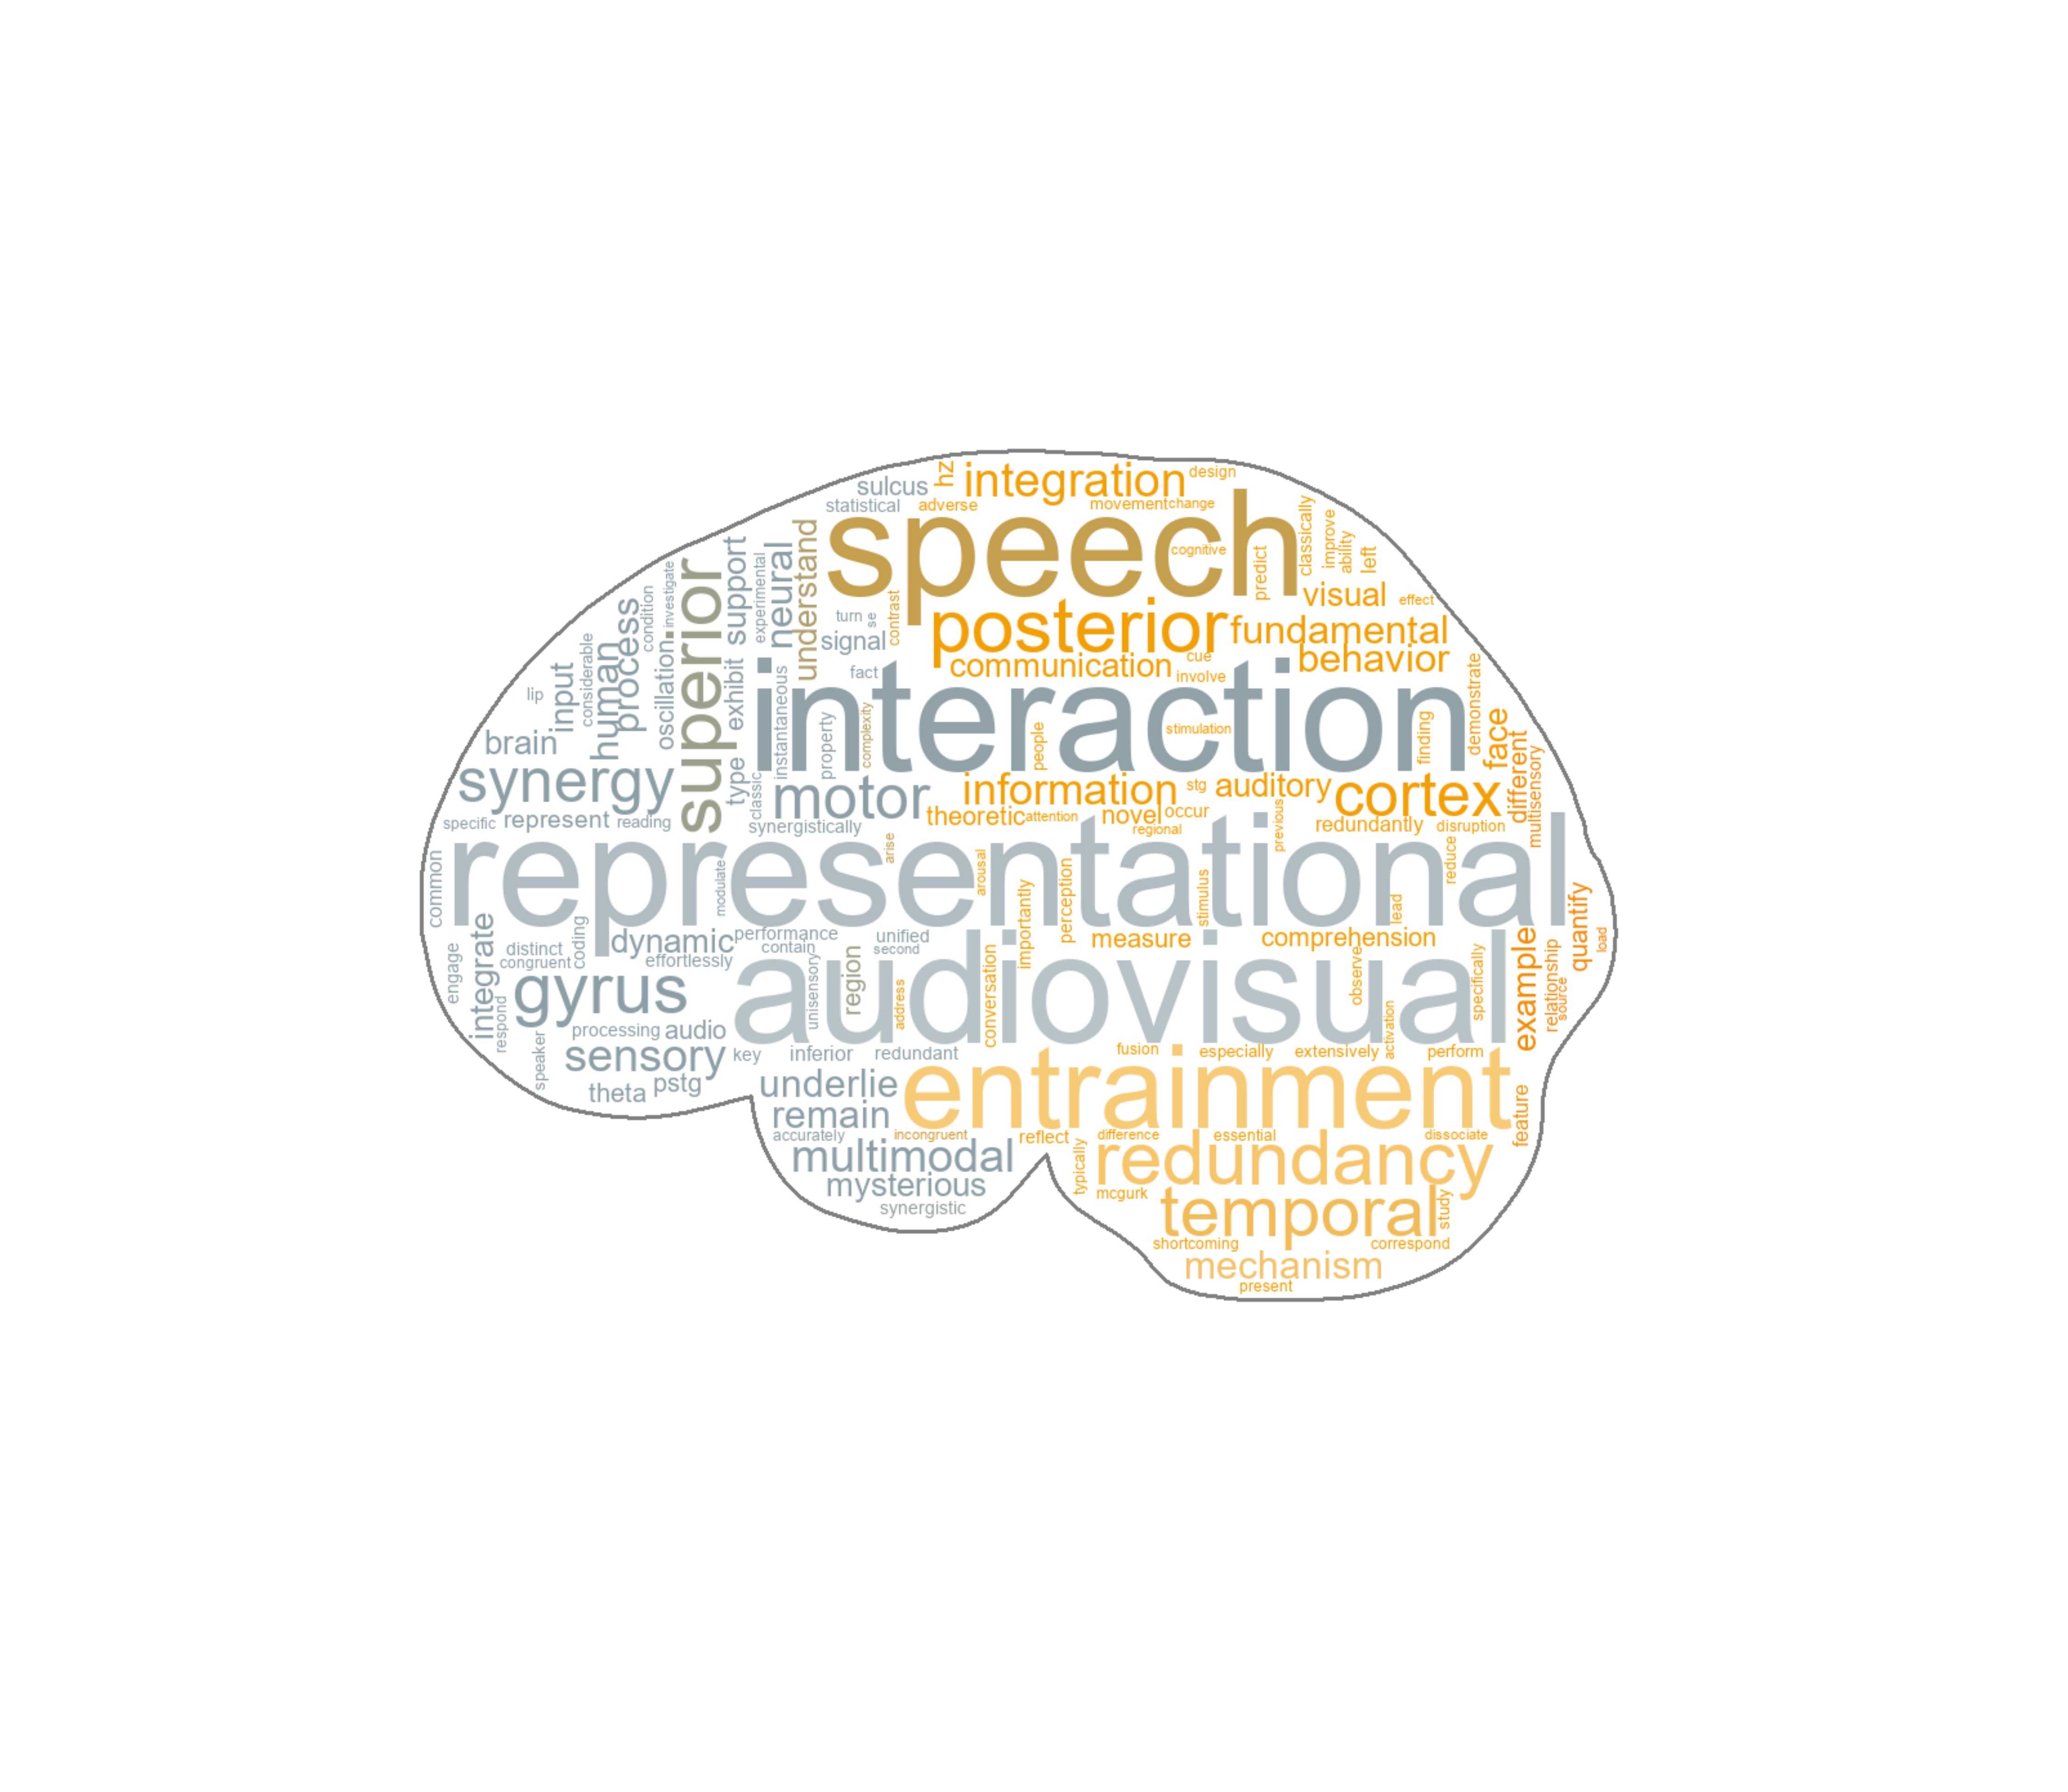 hz
integration
design
sulcus
statistical
adverse
movement
change
speech
cognitive
predict
classically
improve
ability
left
visual
effect
superior
support
experimental
neural
understand
turn
se
contrast
signal
posterior
fundamental
communication
cue
behavior
involve
fact
investigate
condition
process
human
considerable
oscillation
input
lip
brain
exhibit
type
instantaneous
property
complexity
interaction
people
stimulation
finding
demonstrate
face
different
multisensory
synergy
classic
motor
information
stg
auditory
cortex
specific
represent
reading
synergistically
theoretic
attention
novel
occur
regional
previous
redundantly
disruption
representational
common
modulate
arise
arousal
importantly
perception
stimulus
lead
reduce
quantify
load
engage
integrate
distinct
congruent
coding
dynamic
performance
contain
effortlessly
unified
second
measure
comprehension
audiovisual
gyrus
unisensory
region
address
conversation
observe
activation
specifically
example
relationship
source
respond
processing
audio
speaker
sensory
key
inferior
redundant
fusion
especially
extensively
perform
theta
pstg
underlie
entrainment
feature
remain
accurately
incongruent
reflect
difference
essential
dissociate
multimodal
typically
redundancy
mysterious
mcgurk
synergistic
temporal
study
shortcoming
correspond
mechanism
present